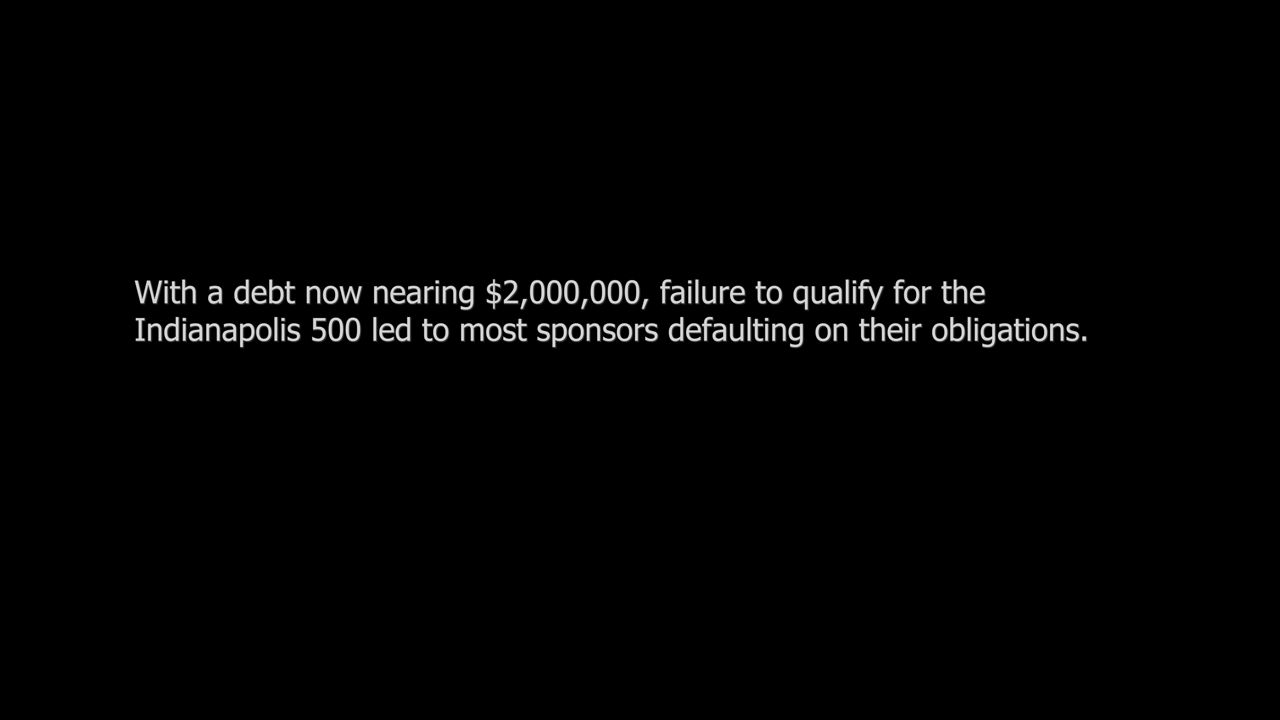 With a debt now nearing $2,000,000, failure to qualify for the
Indianapolis 500 led to most sponsors defaulting on their obligations.